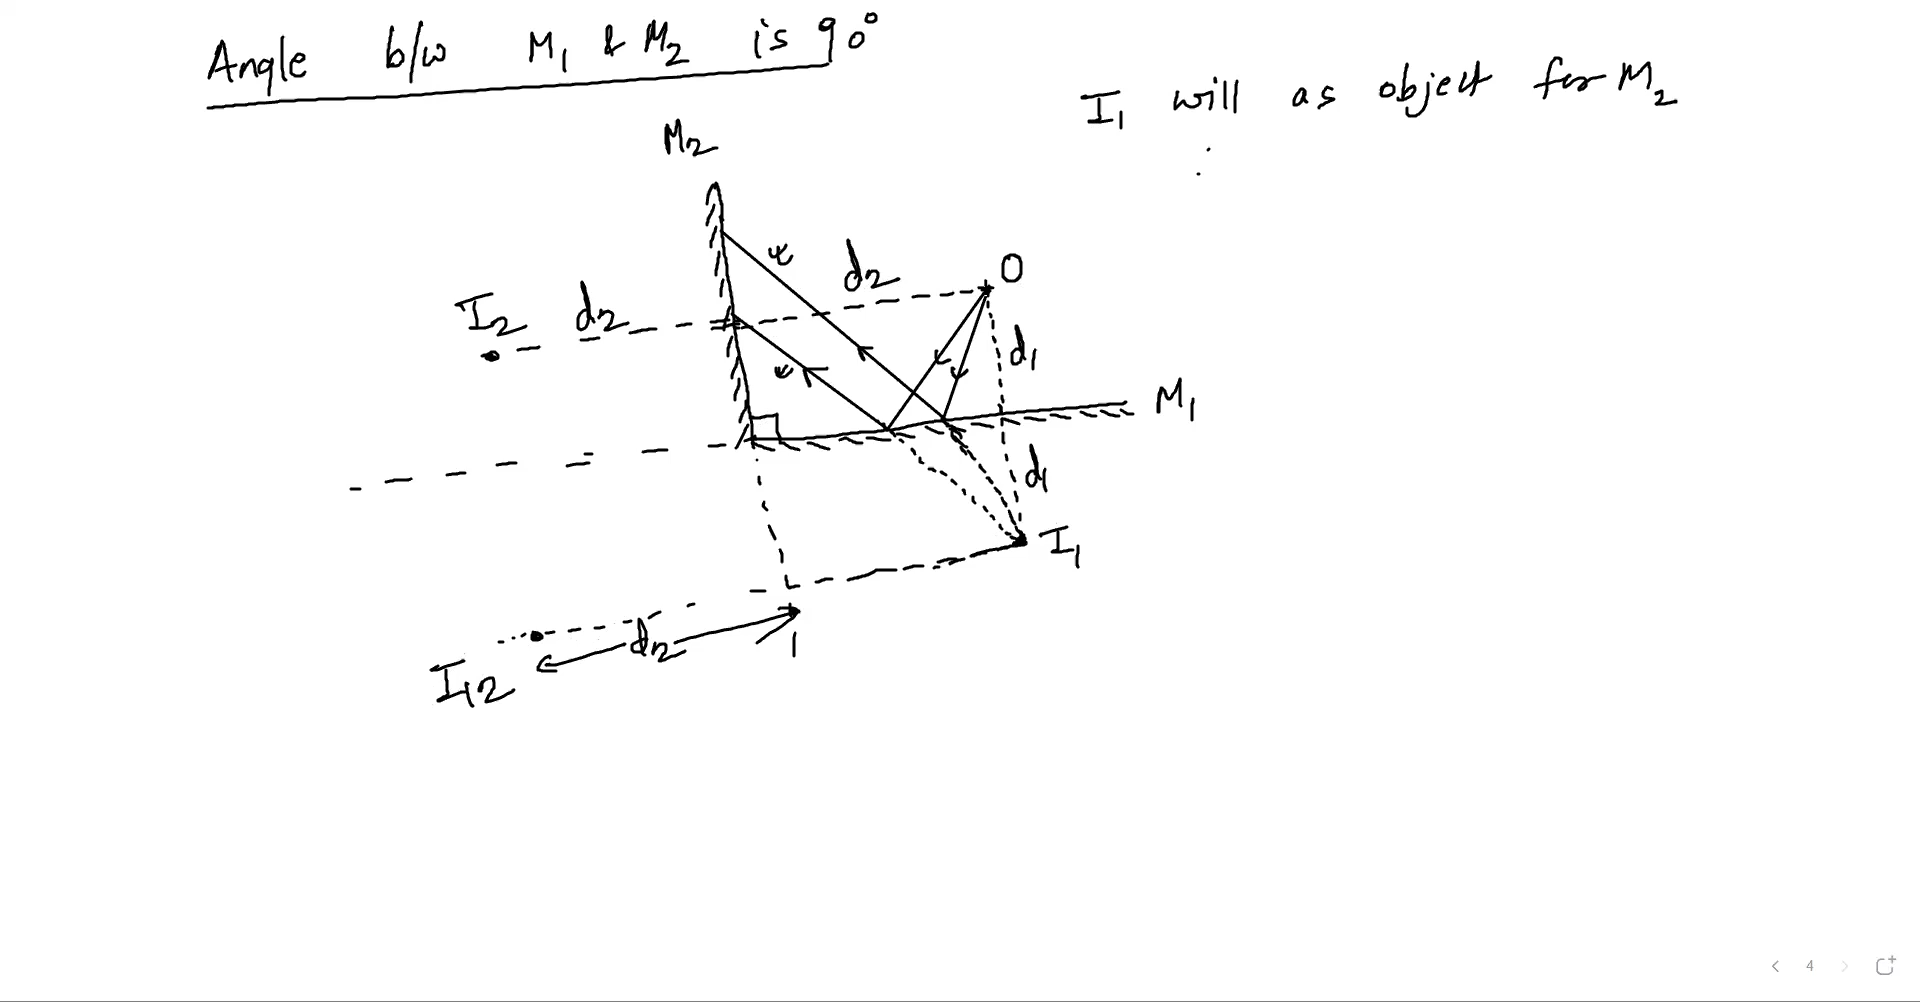 Angle b/w M1 & M2 is 90°
I1 will as object for M2
M2
O
d2
I2 d2
d1
M1
d1
I1
d2
I12
4